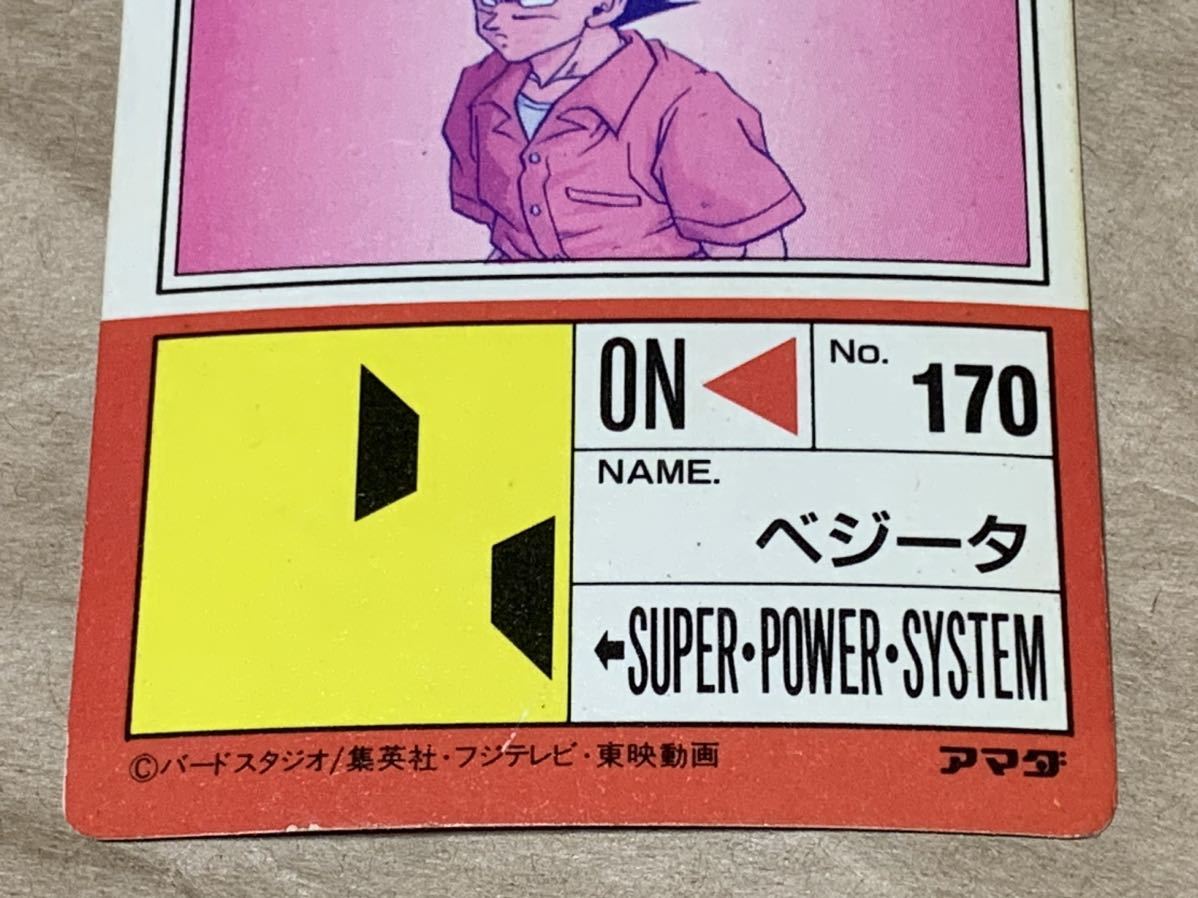 ON
No. 170
NAME.
ベジータ
←SUPER・POWER・SYSTEM
©バードスタジオ/集英社・フジテレビ・東映動画
アマダ